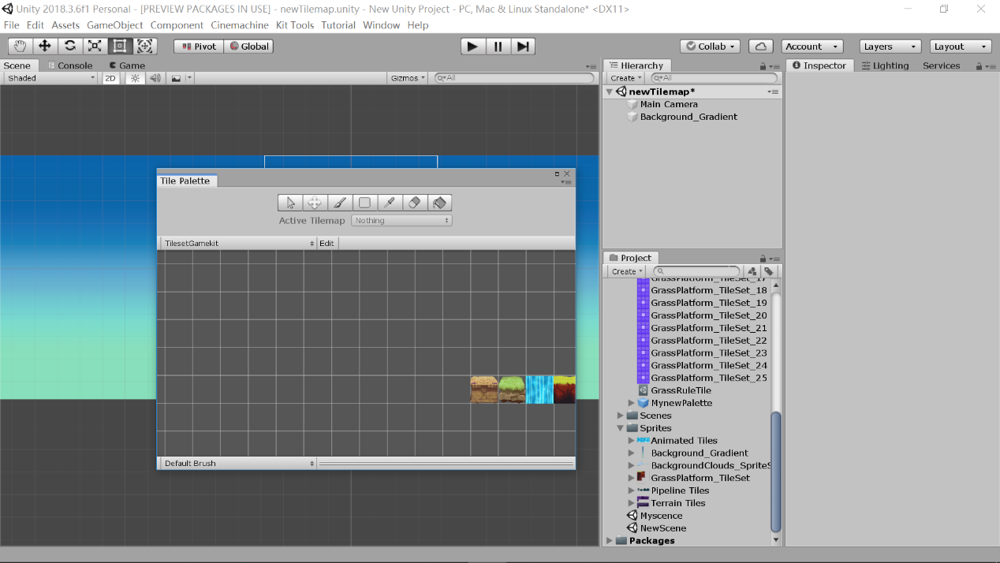 Unity 2018.3.6f1 Personal - [PREVIEW PACKAGES IN USE] - newTilemap.unity - New Unity Project - PC, Mac & Linux Standalone* <DX11>
File Edit Assets GameObject Component Cinemachine Kit Tools Tutorial Window Help
Pivot Global Collab Account Layers Layout
Scene Console Game
Shaded 2D Gizmos All
Tile Palette
Active Tilemap Nothing
TilesetGamekit Edit
Default Brush
Hierarchy
Create All
newTilemap*
Main Camera
Background_Gradient
Project
Create
GrassPlatform_TileSet_17
GrassPlatform_TileSet_18
GrassPlatform_TileSet_19
GrassPlatform_TileSet_20
GrassPlatform_TileSet_21
GrassPlatform_TileSet_22
GrassPlatform_TileSet_23
GrassPlatform_TileSet_24
GrassPlatform_TileSet_25
GrassRuleTile
MynewPalette
Scenes
Sprites
Animated Tiles
Background_Gradient
BackgroundClouds_SpriteS
GrassPlatform_TileSet
Pipeline Tiles
Terrain Tiles
Myscence
NewScene
Packages
Inspector Lighting Services